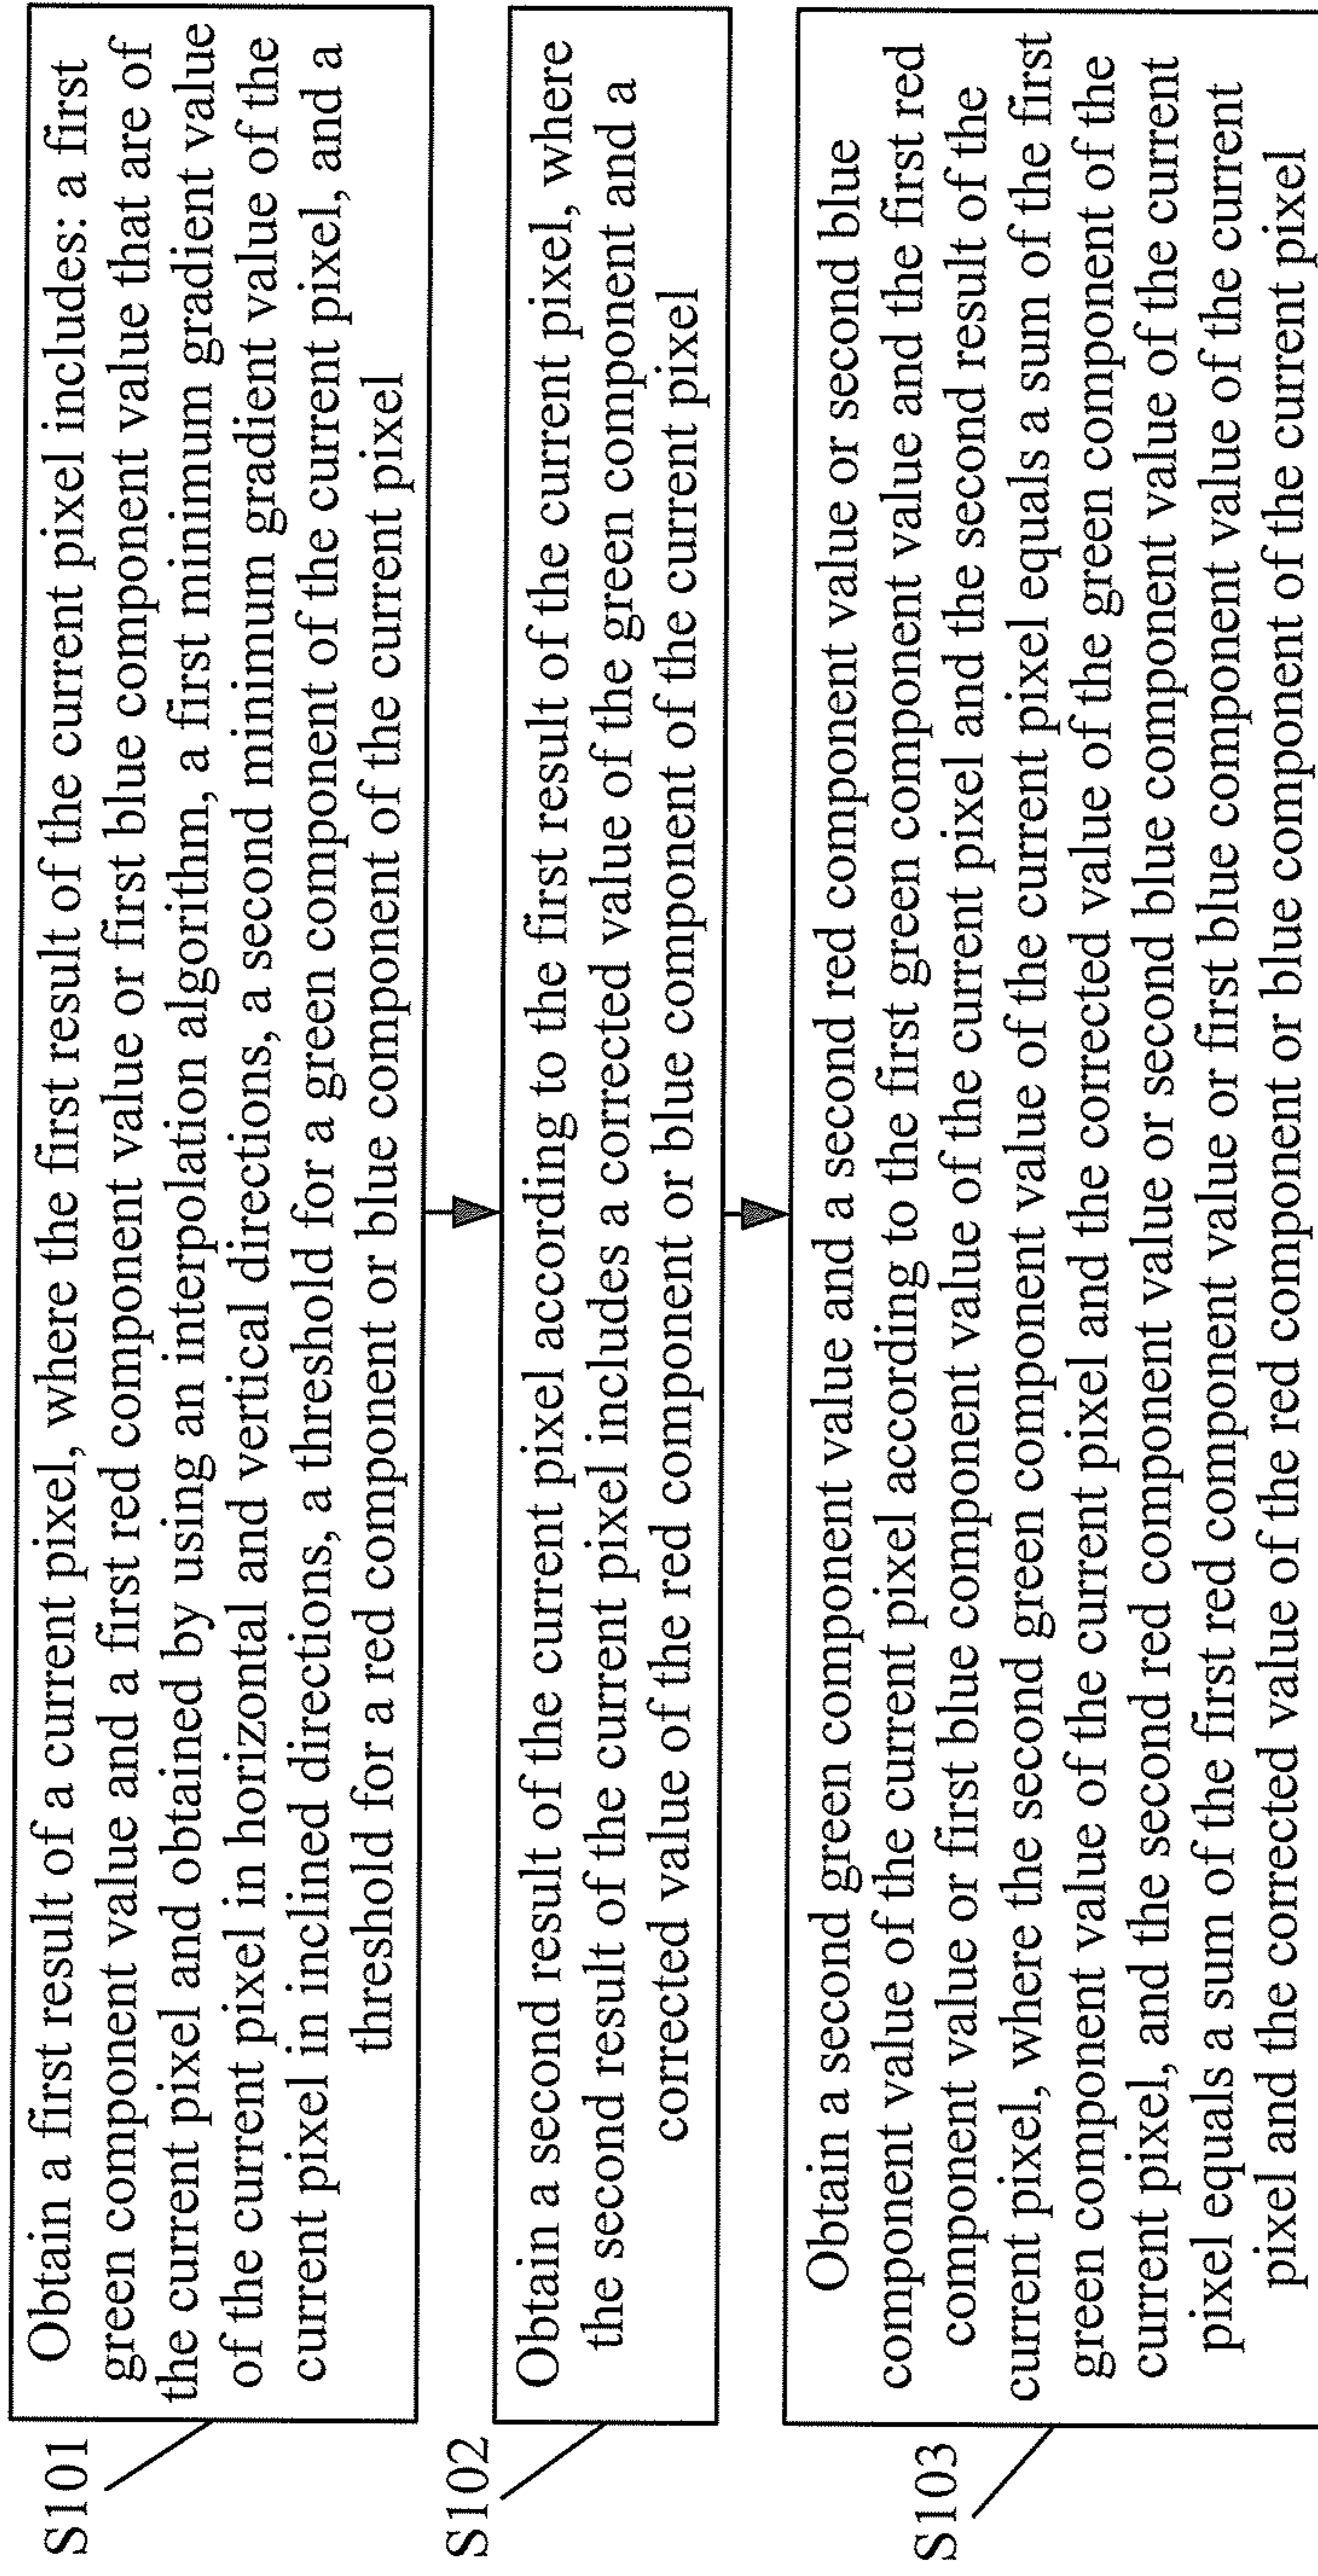 S101
Obtain a first result of a current pixel, where the first result of the current pixel includes: a first
green component value and a first red component value or first blue component value that are of
the current pixel and obtained by using an interpolation algorithm, a first minimum gradient value
of the current pixel in horizontal and vertical directions, a second minimum gradient value of the
current pixel in inclined directions, a threshold for a green component of the current pixel, and a
threshold for a red component or blue component of the current pixel
S102
Obtain a second result of the current pixel according to the first result of the current pixel, where
the second result of the current pixel includes a corrected value of the green component and a
corrected value of the red component or blue component of the current pixel
S103
Obtain a second green component value and a second red component value or second blue
component value of the current pixel according to the first green component value and the first red
component value or first blue component value of the current pixel and the second result of the
current pixel, where the second green component value of the current pixel equals a sum of the first
green component value of the current pixel and the corrected value of the green component of the
current pixel, and the second red component value or second blue component value of the current
pixel equals a sum of the first red component value or first blue component value of the current
pixel and the corrected value of the red component or blue component of the current pixel